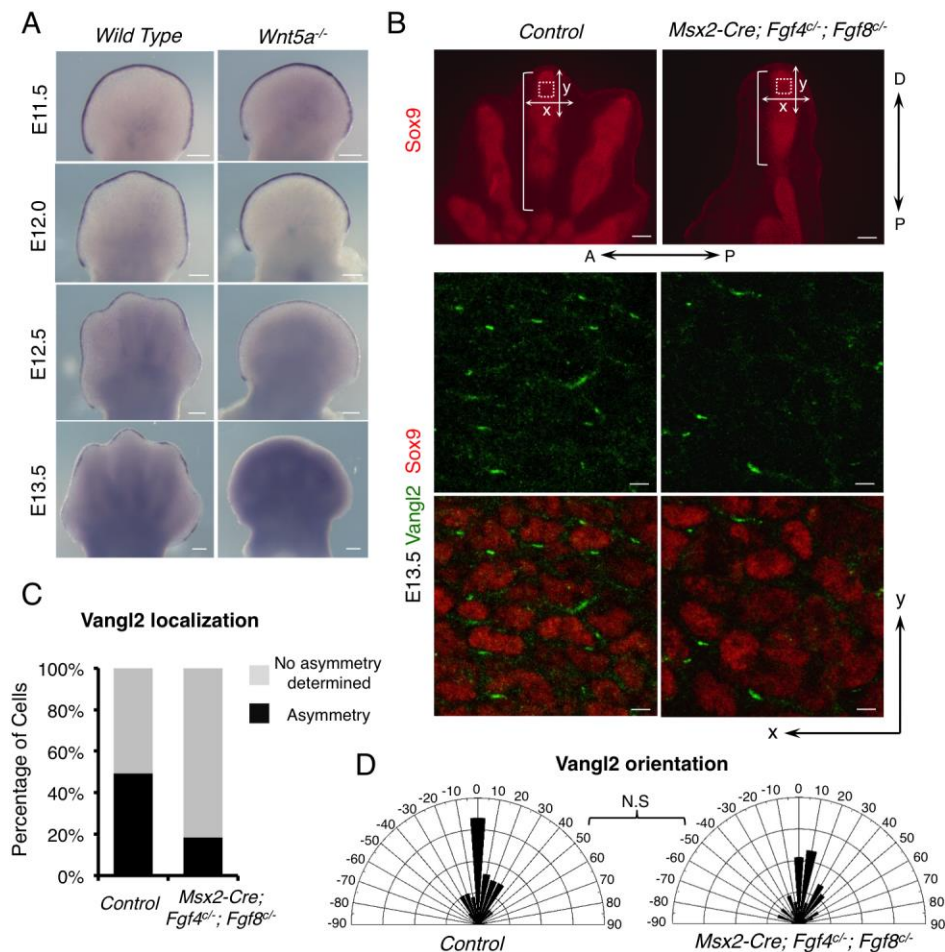 A
Wild Type Wnt5a-/-
E11.5
E12.0
E12.5
E13.5
B
Control Msx2-Cre; Fgf4c/-; Fgf8c/-
Sox9
y
x
y
x
D
P
A P
E13.5 Vangl2 Sox9
y
x
C
Vangl2 localization
100%
80%
60%
40%
20%
0%
Percentage of Cells
No asymmetry
determined
Asymmetry
Control
Msx2-Cre;
Fgf4c/-; Fgf8c/-
D
Vangl2 orientation
N.S
-90 -80 -70 -60 -50 -40 -30 -20 -10 0 10 20 30 40 50 60 70 80 90
Control
-90 -80 -70 -60 -50 -40 -30 -20 -10 0 10 20 30 40 50 60 70 80 90
Msx2-Cre; Fgf4c/-; Fgf8c/-